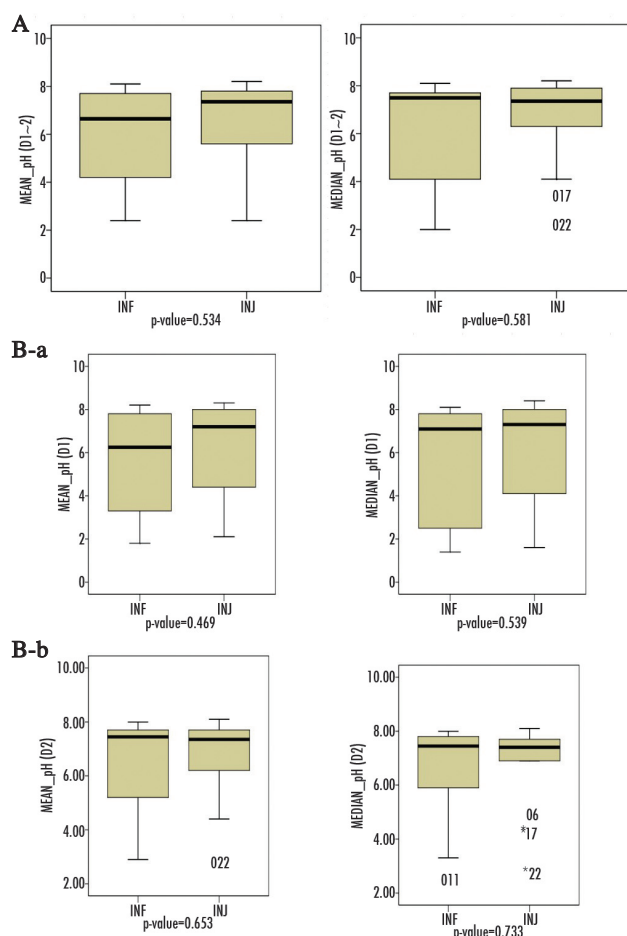 A
10
8
6
4
2
0
MEAN_pH (D1~2)
INF INJ
p-value=0.534
10
8
6
4
2
0
MEDIAN_pH (D1~2)
017
022
INF INJ
p-value=0.581
B-a
10
8
6
4
2
0
MEAN_pH (D1)
INF INJ
p-value=0.469
10
8
6
4
2
0
MEDIAN_pH (D1)
INF INJ
p-value=0.539
B-b
10.00
8.00
6.00
4.00
2.00
MEAN_pH (D2)
022
INF INJ
p-value=0.653
10.00
8.00
6.00
4.00
2.00
MEDIAN_pH (D2)
06
*17
*22
011
INF INJ
p-value=0.733